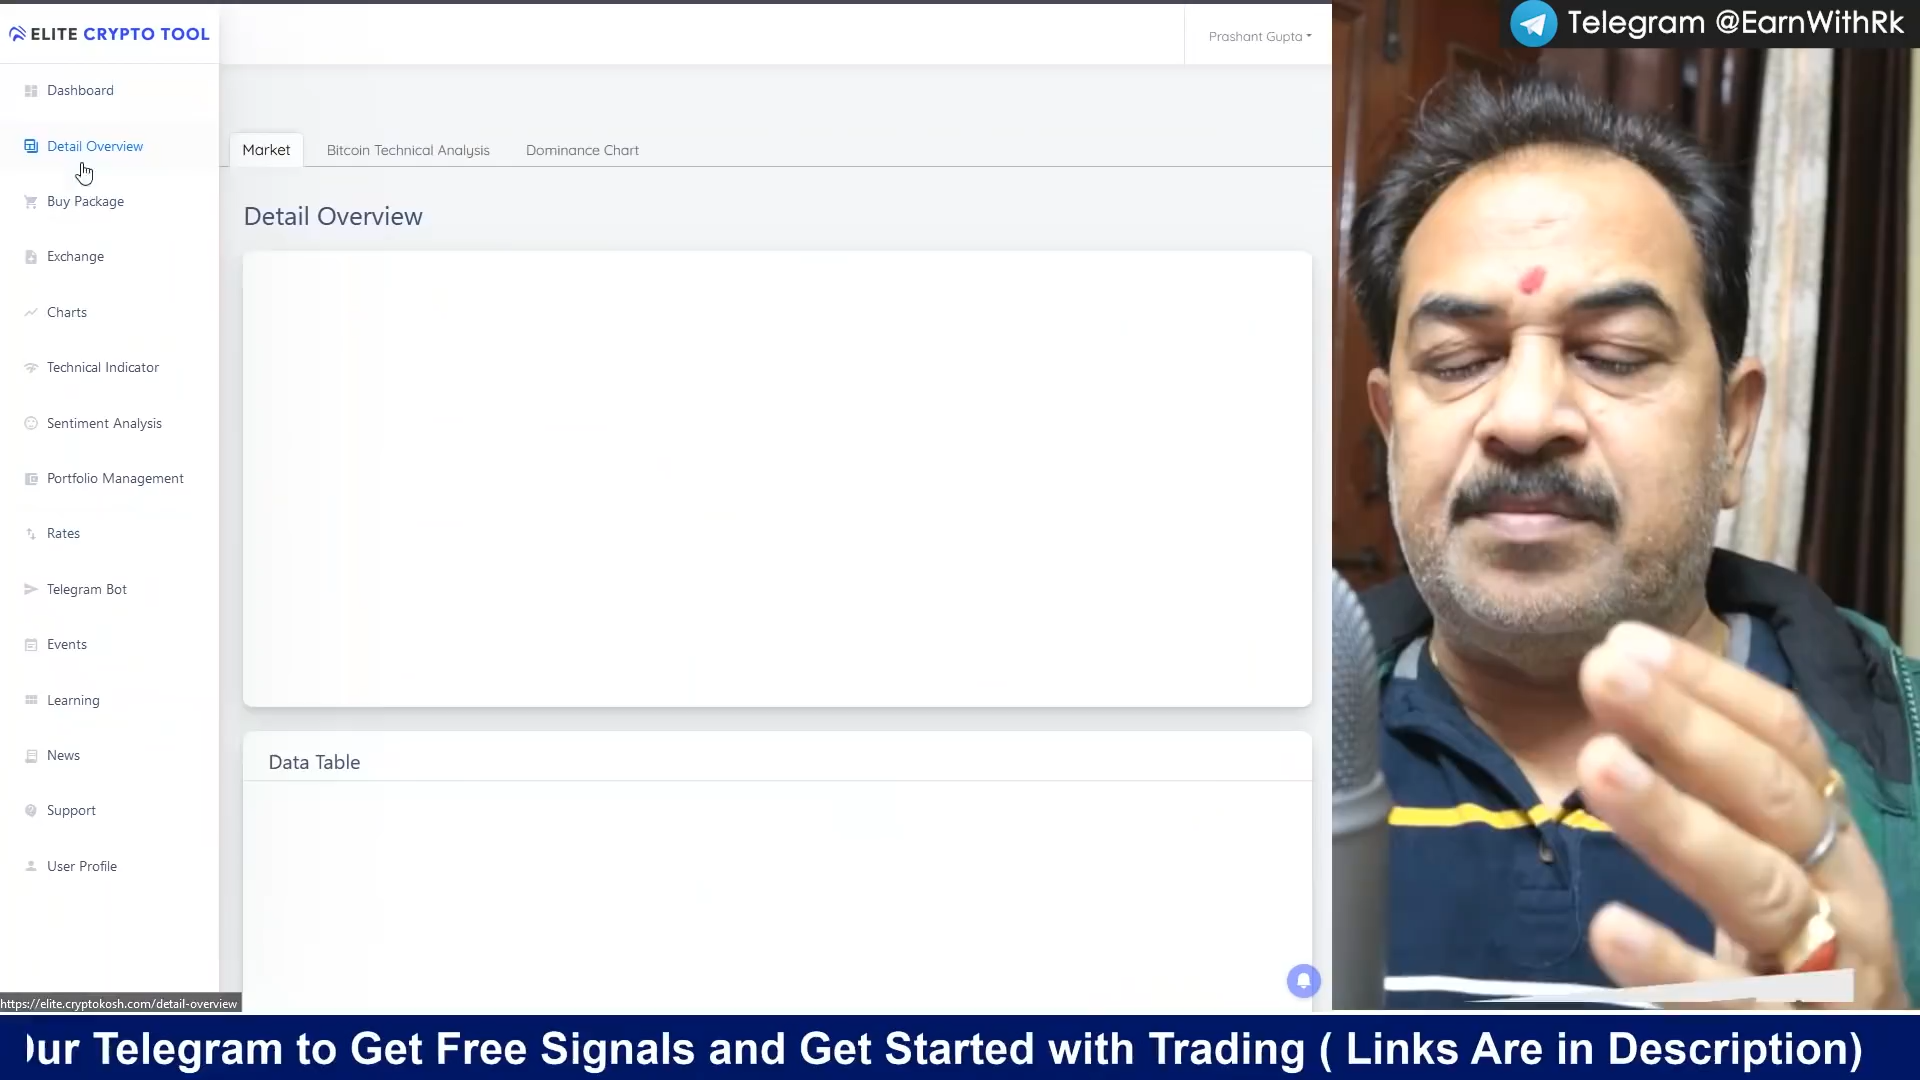 ELITE CRYPTO TOOL
Prashant Gupta
Telegram @EarnWithRk
Dashboard
Detail Overview
Buy Package
Exchange
Charts
Technical Indicator
Sentiment Analysis
Portfolio Management
Rates
Telegram Bot
Events
Learning
News
Support
User Profile
Market
Bitcoin Technical Analysis
Dominance Chart
Detail Overview
Data Table
https://elite.cryptokosh.com/detail-overview
Telegram to Get Free Signals and Get Started with Trading ( Links Are in Description)